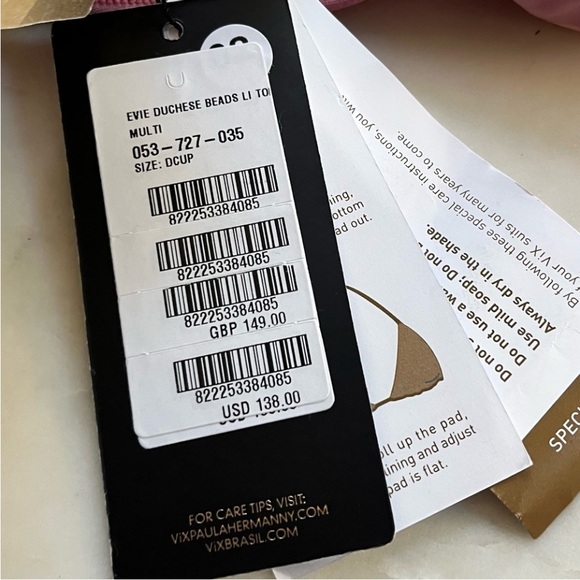 EVIE DUCHESE BEADS LI TO
MULTI
053-727-035
SIZE: DCUP
822253384085
822253384085
822253384085
GBP 149.00
822253384085
USD 138.00
FOR CARE TIPS, VISIT:
ViXPAULAHERMANNY.COM
ViXBRASIL.COM
ning,
ottom
ad out.
oll up the pad,
ining and adjust
pad is flat.
By following these special care instructions, you will
your ViX suits for many years to come.
Do not
Do not use a wa
Use mild soap. Do not
Always dry in the shade.
SPEC